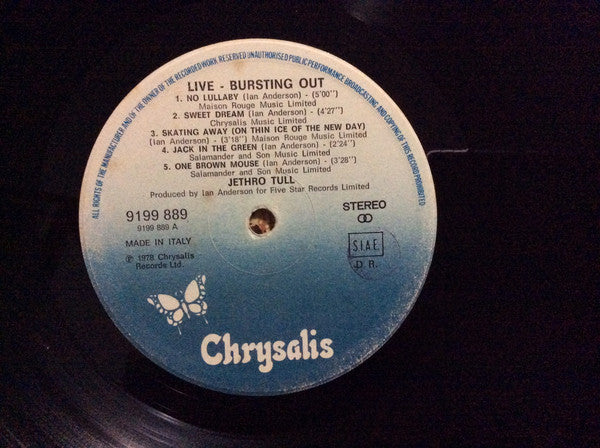 ALL RIGHTS OF THE MANUFACTURER AND OF THE OWNER OF THE RECORDED WORK RESERVED UNAUTHORISED PUBLIC PERFORMANCE BROADCASTING AND COPYING OF THIS RECORD PROHIBITED
LIVE - BURSTING OUT
1. NO LULLABY (Ian Anderson) - (5'00")
Maison Rouge Music Limited
2. SWEET DREAM (Ian Anderson) - (4'27")
Chrysalis Music Limited
3. SKATING AWAY (ON THIN ICE OF THE NEW DAY)
(Ian Anderson) - (3'18") Maison Rouge Music Limited
4. JACK IN THE GREEN (Ian Anderson) - (2'24")
Salamander and Son Music Limited
5. ONE BROWN MOUSE (Ian Anderson) - (3'28")
Salamander and Son Music Limited
JETHRO TULL
Produced by Ian Anderson for Five Star Records Limited
9199 889
9199 889 A
MADE IN ITALY
℗ 1978 Chrysalis
Records Ltd.
STEREO
S.I.A.E.
D.R.
Chrysalis